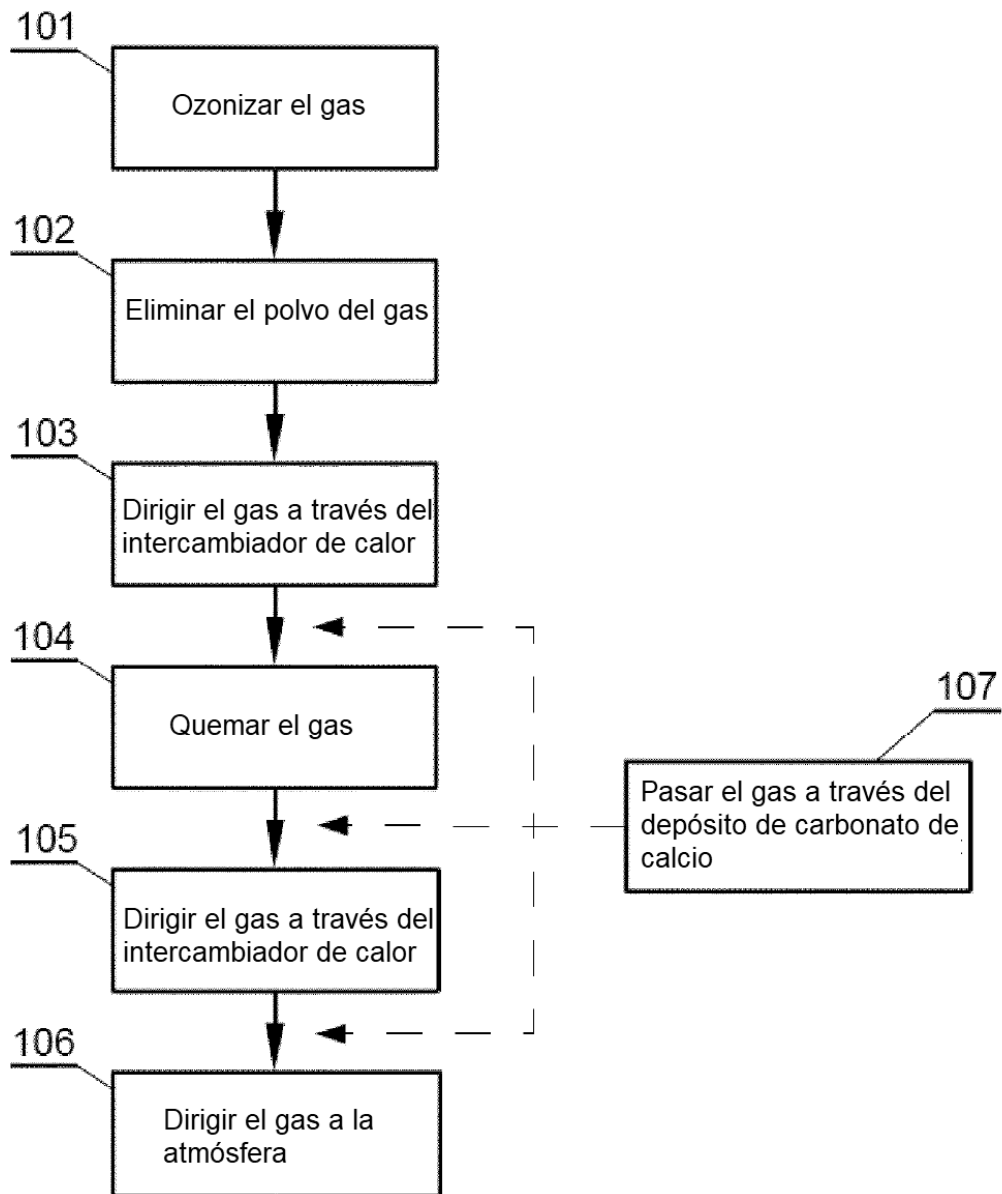 101
Ozonizar el gas
102
Eliminar el polvo del gas
103
Dirigir el gas a través del
intercambiador de calor
104
Quemar el gas
107
Pasar el gas a través del
depósito de carbonato de
calcio
105
Dirigir el gas a través del
intercambiador de calor
106
Dirigir el gas a la
atmósfera